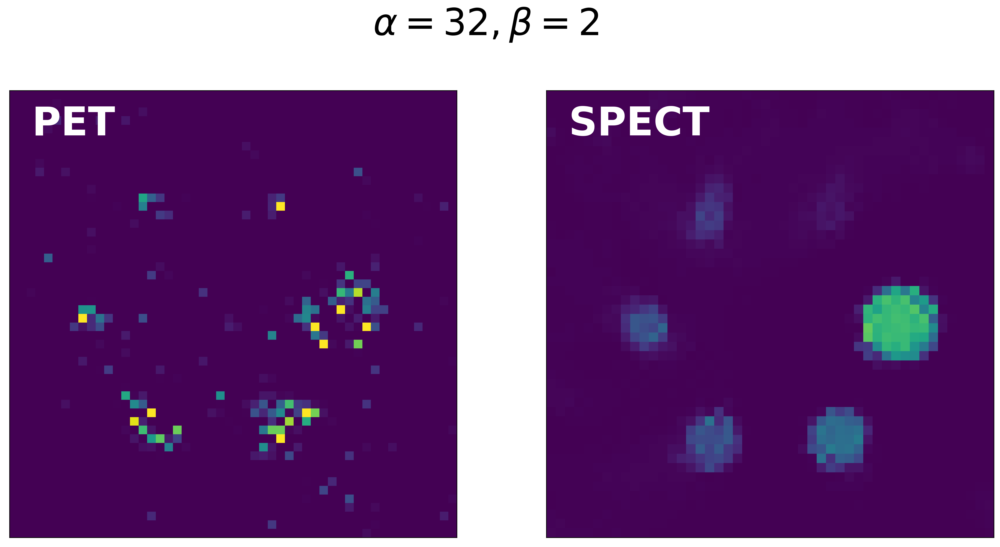 α = 32, β = 2
PET
SPECT